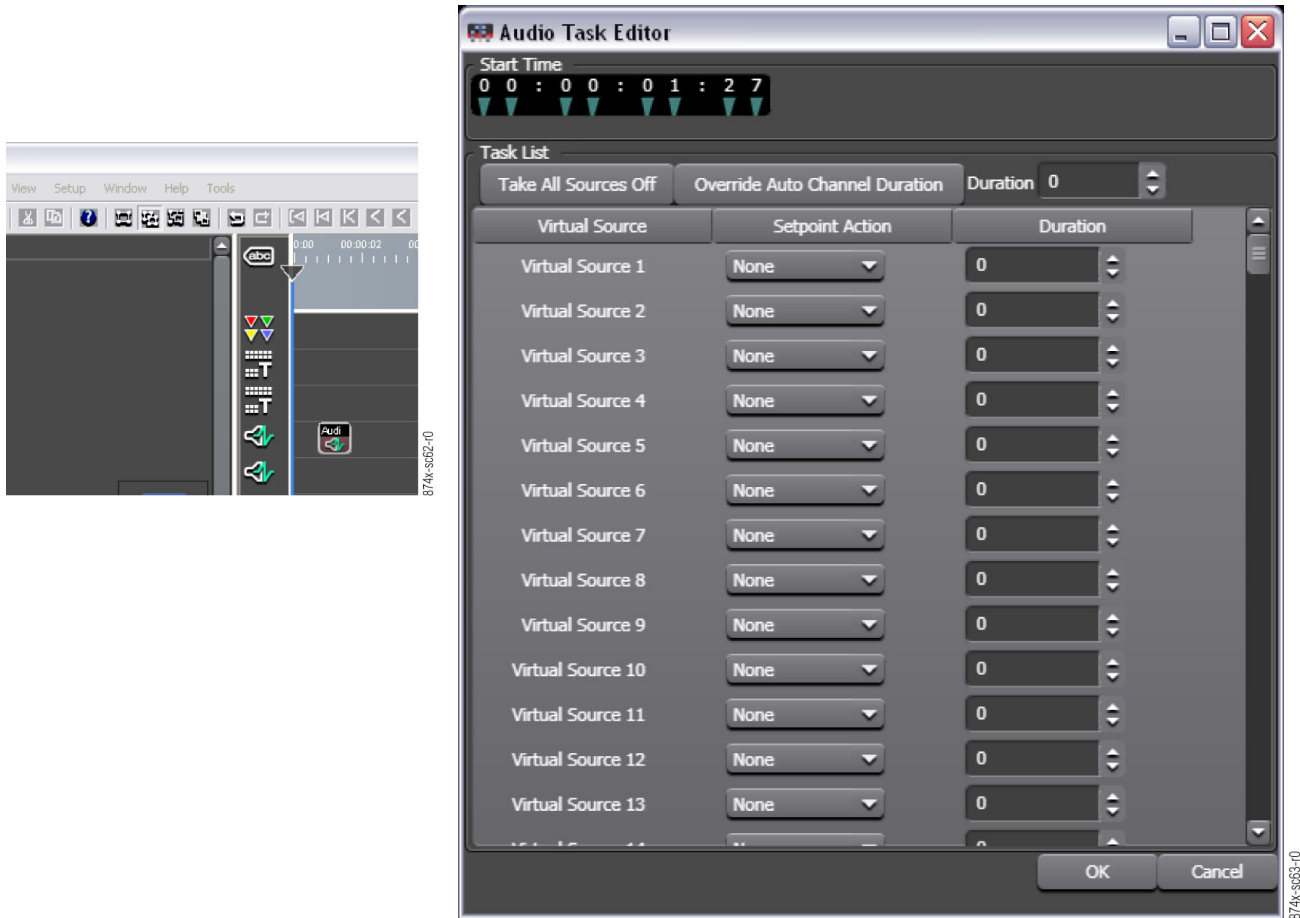 View Setup Window Help Tools
abc
0:00 00:00:02 00
T
T
Audi
874x-sc62-r0
Audio Task Editor
Start Time
0 0 : 0 0 : 0 1 : 2 7
Task List
Take All Sources Off Override Auto Channel Duration Duration 0
Virtual Source Setpoint Action Duration
Virtual Source 1 None 0
Virtual Source 2 None 0
Virtual Source 3 None 0
Virtual Source 4 None 0
Virtual Source 5 None 0
Virtual Source 6 None 0
Virtual Source 7 None 0
Virtual Source 8 None 0
Virtual Source 9 None 0
Virtual Source 10 None 0
Virtual Source 11 None 0
Virtual Source 12 None 0
Virtual Source 13 None 0
OK Cancel
874x-sc63-r0